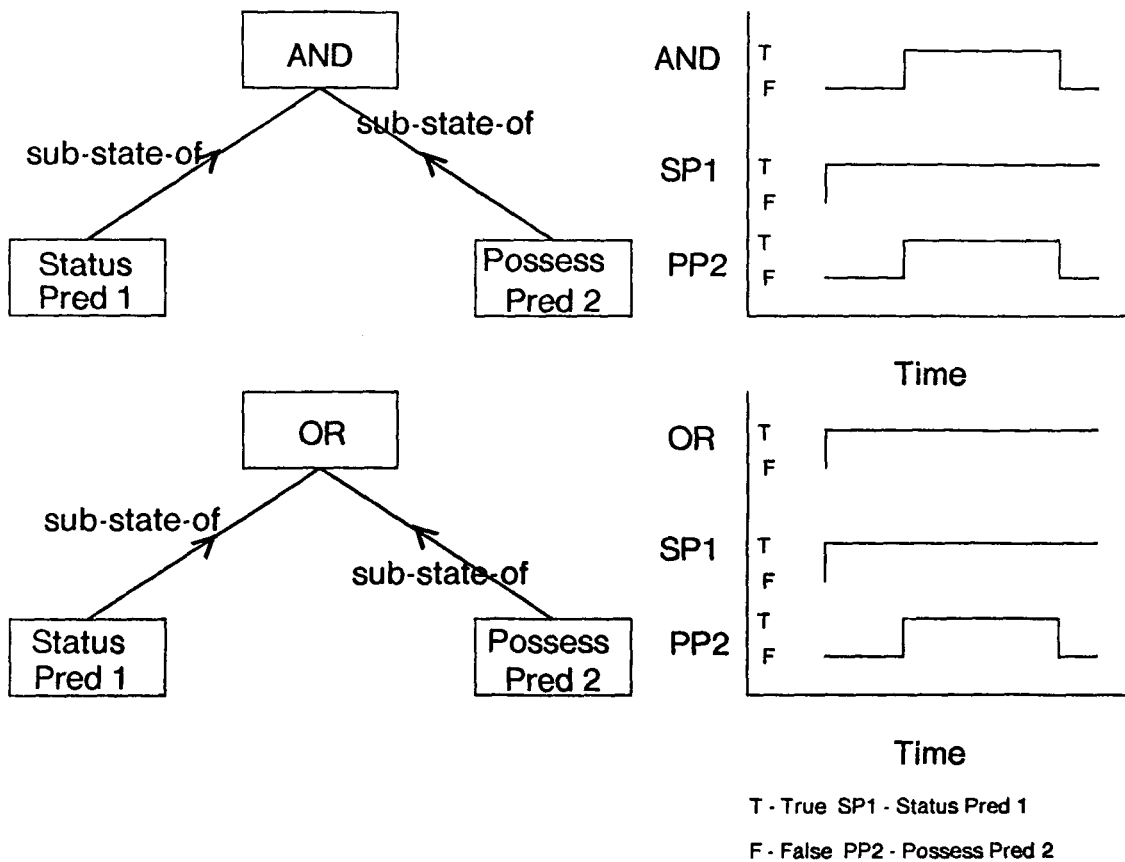 AND
sub-state-of
sub-state-of
Status
Pred 1
Possess
Pred 2
AND
T
F
SP1
T
F
PP2
T
F
Time
OR
sub-state-of
sub-state-of
Status
Pred 1
Possess
Pred 2
OR
T
F
SP1
T
F
PP2
T
F
Time
T - True SP1 - Status Pred 1
F - False PP2 - Possess Pred 2